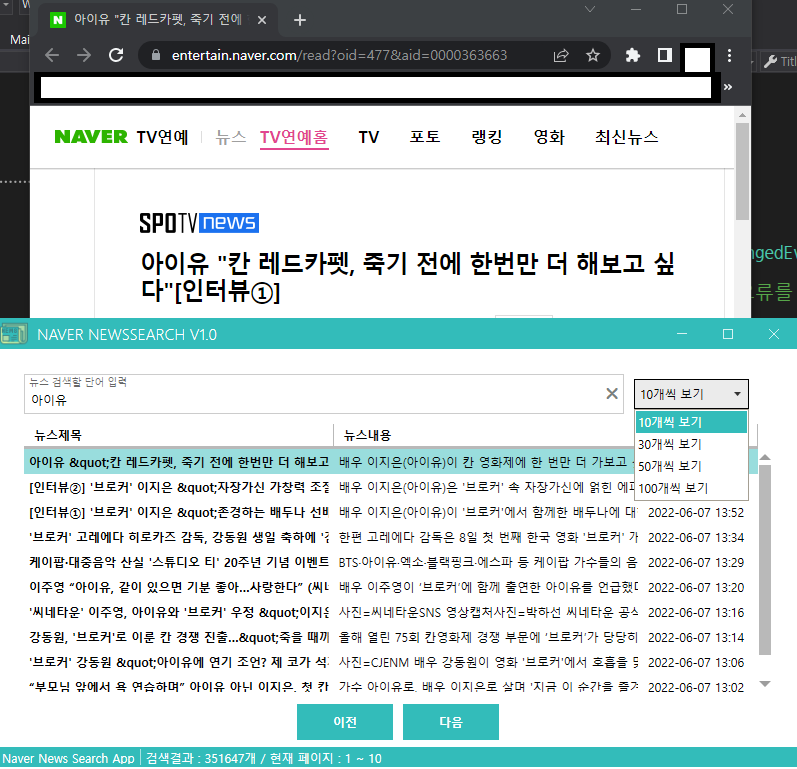 Mai
아이유 "칸 레드카펫, 죽기 전에
entertain.naver.com/read?oid=477&aid=0000363663
Titl
NAVER TV연예
뉴스
TV연예홈
TV
포토
랭킹
영화
최신뉴스
SPOTV news
아이유 "칸 레드카펫, 죽기 전에 한번만 더 해보고 싶
다"[인터뷰①]
ngedEv
류를
NAVER NEWSSEARCH V1.0
뉴스 검색할 단어 입력
아이유
10개씩 보기
10개씩 보기
30개씩 보기
50개씩 보기
100개씩 보기
뉴스제목
뉴스내용
아이유 &quot;칸 레드카펫, 죽기 전에 한번만 더 해보고
배우 이지은(아이유)이 칸 영화제에 한 번만 더 가보고
[인터뷰②] '브로커' 이지은 &quot;자장가신 가창력 조절
배우 이지은(아이유)은 '브로커' 속 자장가신에 얽힌 에피
[인터뷰①] '브로커' 이지은 &quot;존경하는 배두나 선배
배우 이지은(아이유)이 '브로커'에서 함께한 배두나에 대
2022-06-07 13:52
'브로커' 고레에다 히로카즈 감독, 강동원 생일 축하에 '감
한편 고레에다 감독은 8일 첫 번째 한국 영화 '브로커' 가
2022-06-07 13:34
케이팝·대중음악 산실 '스튜디오 티' 20주년 기념 이벤트
BTS·아이유·엑소·블랙핑크·에스파 등 케이팝 가수들의 음
2022-06-07 13:29
이주영 “아이유, 같이 있으면 기분 좋아...사랑한다” (씨네
배우 이주영이 '브로커'에 함께 출연한 아이유를 언급했다
2022-06-07 13:20
'씨네타운' 이주영, 아이유와 '브로커' 우정 &quot;이지은
사진=씨네타운SNS 영상캡처사진=박하선 씨네타운 공식
2022-06-07 13:16
강동원, '브로커'로 이룬 칸 경쟁 진출...&quot;죽을 때까
올해 열린 75회 칸영화제 경쟁 부문에 '브로커'가 당당히
2022-06-07 13:14
'브로커' 강동원 &quot;아이유에 연기 조언? 제 코가 석
사진=CJENM 배우 강동원이 영화 '브로커'에서 호흡을 맞
2022-06-07 13:06
“부모님 앞에서 욕 연습하며” 아이유 아닌 이지은, 첫 칸
가수 아이유로, 배우 이지은로 살며 '지금 이 순간을 즐겨
2022-06-07 13:02
이전
다음
Naver News Search App
검색결과 : 351647개 / 현재 페이지 : 1 ~ 10